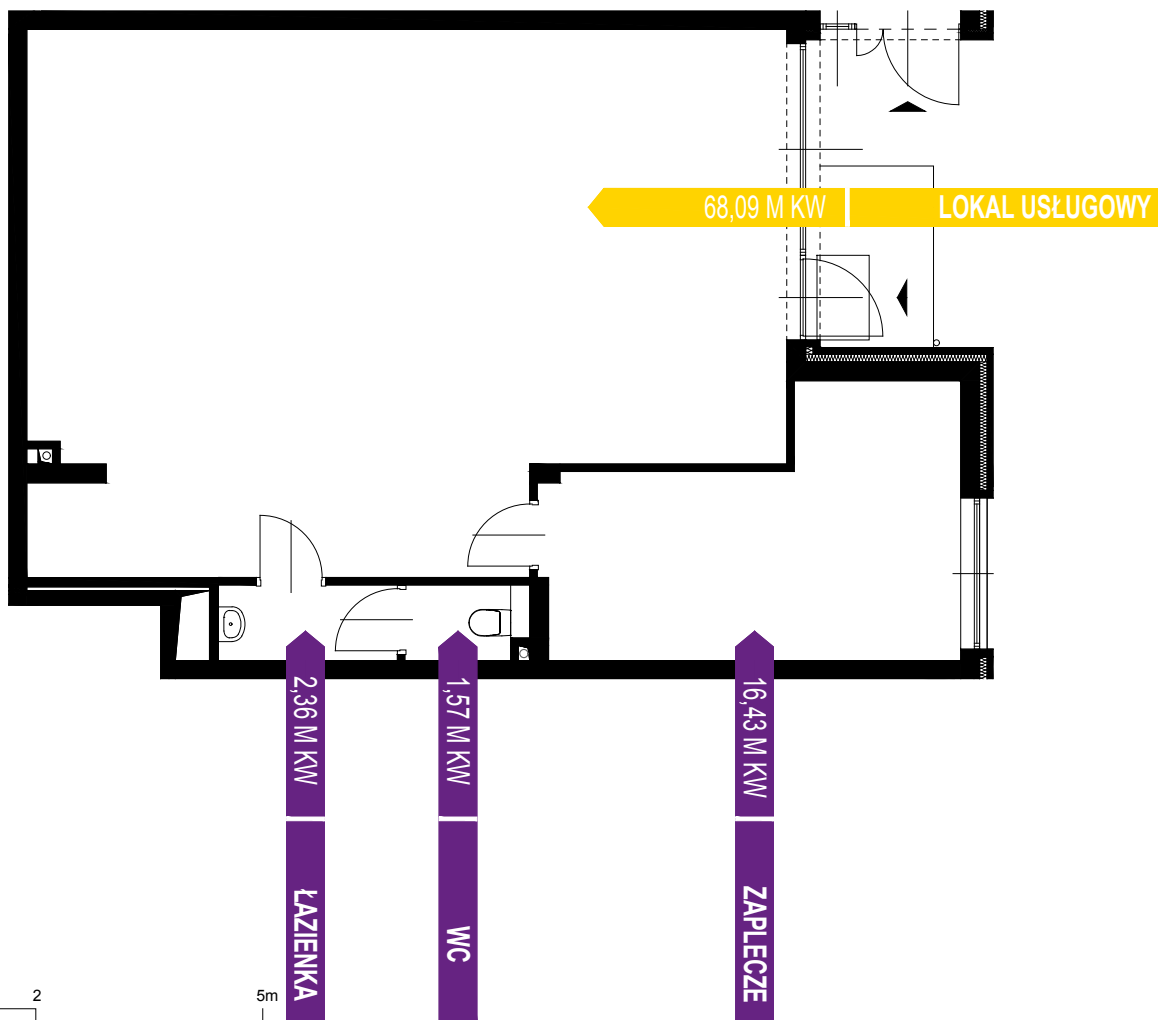 68,09 M KW LOKAL USŁUGOWY
2,36 M KW ŁAZIENKA
1,57 M KW WC
16,43 M KW ZAPLECZE
2 5m